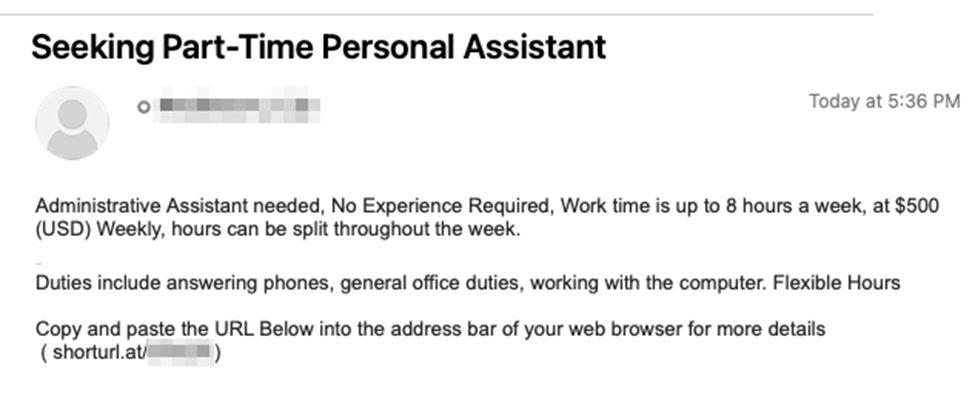 Seeking Part-Time Personal Assistant
Today at 5:36 PM
Administrative Assistant needed, No Experience Required, Work time is up to 8 hours a week, at $500
(USD) Weekly, hours can be split throughout the week.
Duties include answering phones, general office duties, working with the computer. Flexible Hours
Copy and paste the URL Below into the address bar of your web browser for more details
( shorturl.at/ )